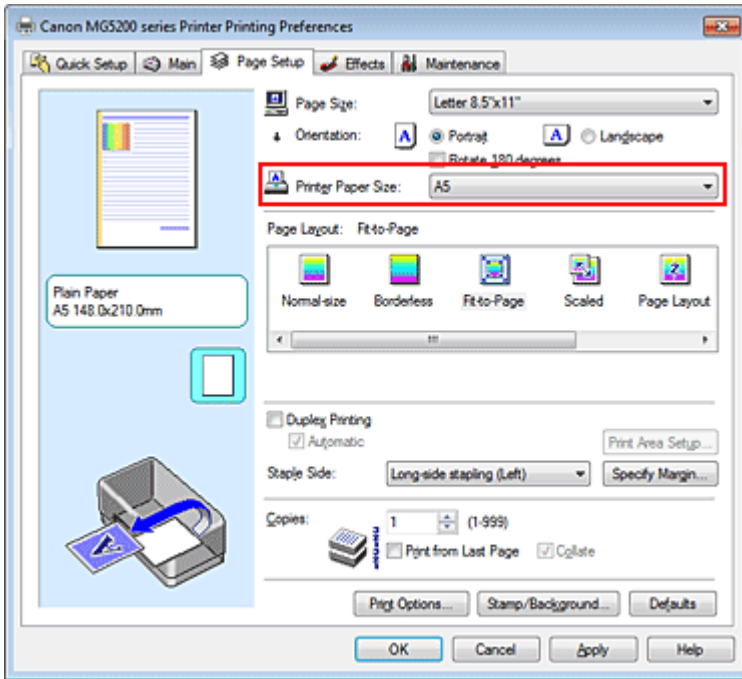 Canon MG5200 series Printer Printing Preferences
Quick Setup Main Page Setup Effects Maintenance
Page Size: Letter 8.5"x11"
Orientation: A Portrait A Landscape
Rotate 180 degrees
Printer Paper Size: A5
Page Layout: Fit-to-Page
Normal-size Borderless Fit-to-Page Scaled Page Layout
Plain Paper
A5 148.0x210.0mm
Duplex Printing
Automatic Print Area Setup...
Staple Side: Long-side stapling (Left) Specify Margin...
Copies: 1 (1-999)
Print from Last Page Collate
Print Options... Stamp/Background... Defaults
OK Cancel Apply Help